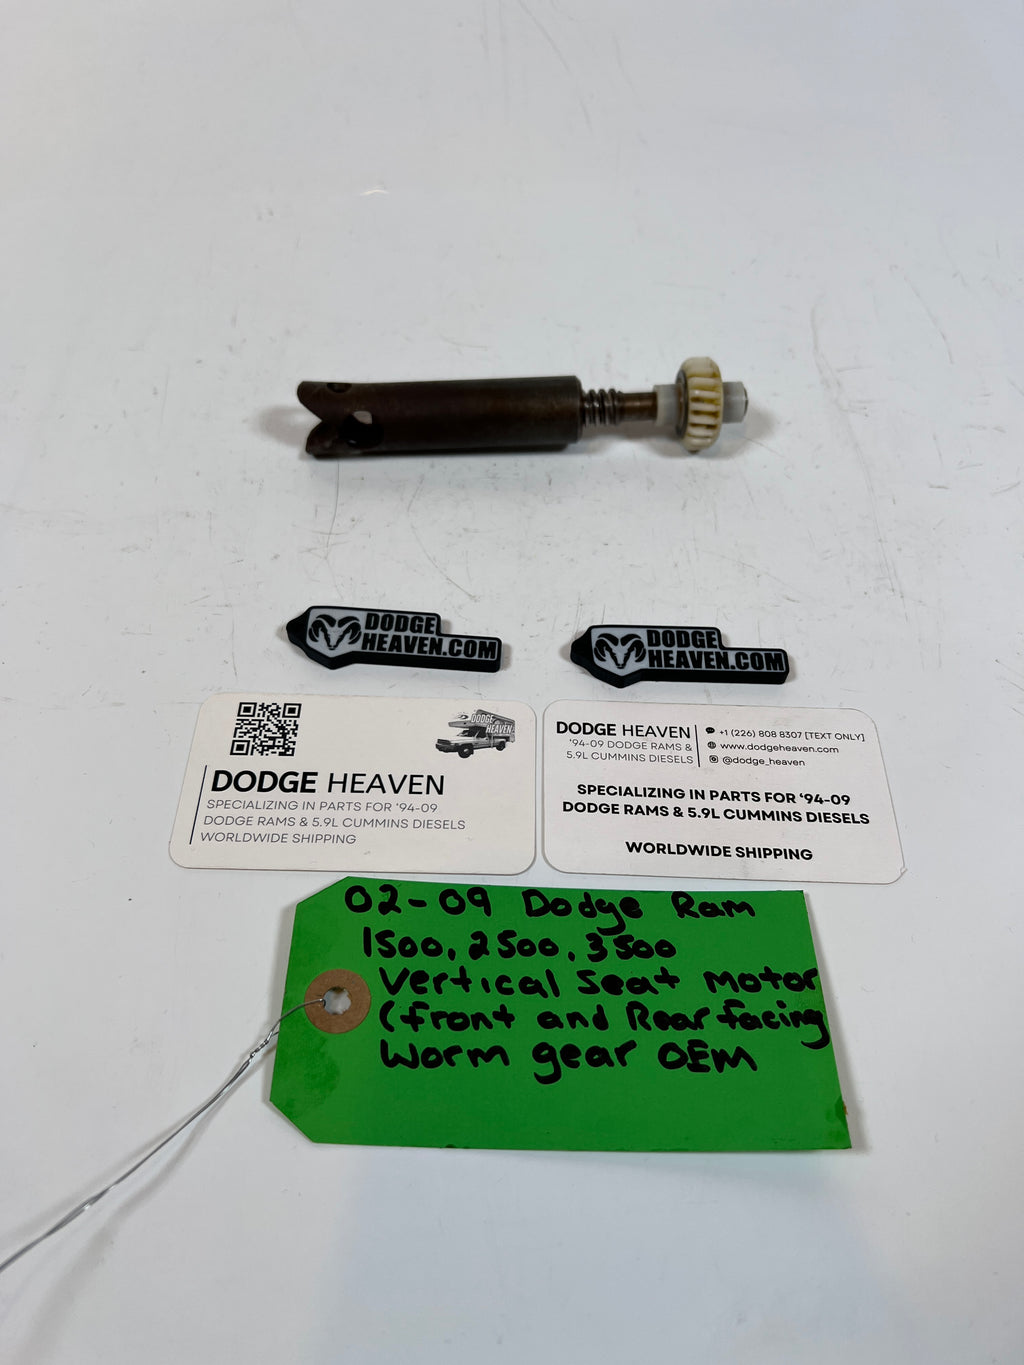 DODGE
HEAVEN.COM
DODGE
HEAVEN.COM
DODGE
HEAVEN
DODGE HEAVEN
SPECIALIZING IN PARTS FOR '94-09
DODGE RAMS & 5.9L CUMMINS DIESELS
WORLDWIDE SHIPPING
DODGE HEAVEN
'94-09 DODGE RAMS &
5.9L CUMMINS DIESELS
+1 (226) 808 8307 [TEXT ONLY]
www.dodgeheaven.com
@dodge_heaven
SPECIALIZING IN PARTS FOR '94-09
DODGE RAMS & 5.9L CUMMINS DIESELS
WORLDWIDE SHIPPING
02-09 Dodge Ram
1500, 2500, 3500
Vertical Seat Motor
(front and Rear facing
Worm gear OEM